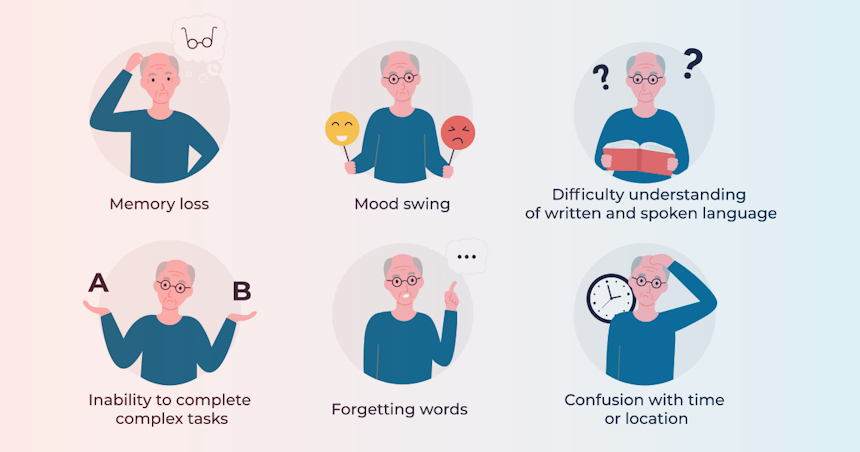 Memory loss
Mood swing
? ?
Difficulty understanding
of written and spoken language
A B
Inability to complete
complex tasks
...
Forgetting words
Confusion with time
or location